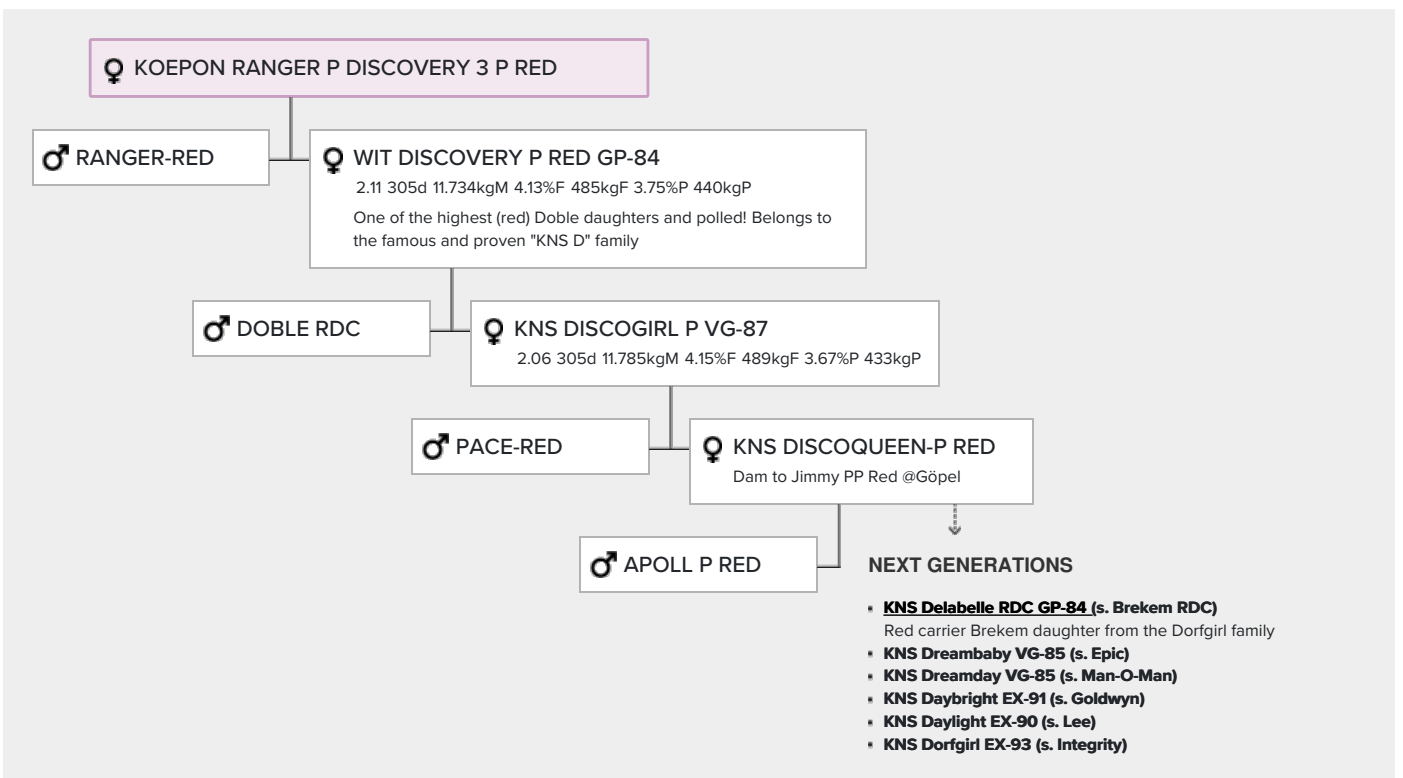 KOEPON RANGER P DISCOVERY 3 P RED
RANGER-RED
WIT DISCOVERY P RED GP-84
2.11 305d 11.734kgM 4.13%F 485kgF 3.75%P 440kgP
One of the highest (red) Doble daughters and polled! Belongs to
the famous and proven "KNS D" family
DOBLE RDC
KNS DISCOGIRL P VG-87
2.06 305d 11.785kgM 4.15%F 489kgF 3.67%P 433kgP
PACE-RED
KNS DISCOQUEEN-P RED
Dam to Jimmy PP Red @Göpel
APOLL P RED
NEXT GENERATIONS
KNS Delabelle RDC GP-84 (s. Brekem RDC)
Red carrier Brekem daughter from the Dorfgirl family
KNS Dreambaby VG-85 (s. Epic)
KNS Dreamday VG-85 (s. Man-O-Man)
KNS Daybright EX-91 (s. Goldwyn)
KNS Daylight EX-90 (s. Lee)
KNS Dorfgirl EX-93 (s. Integrity)